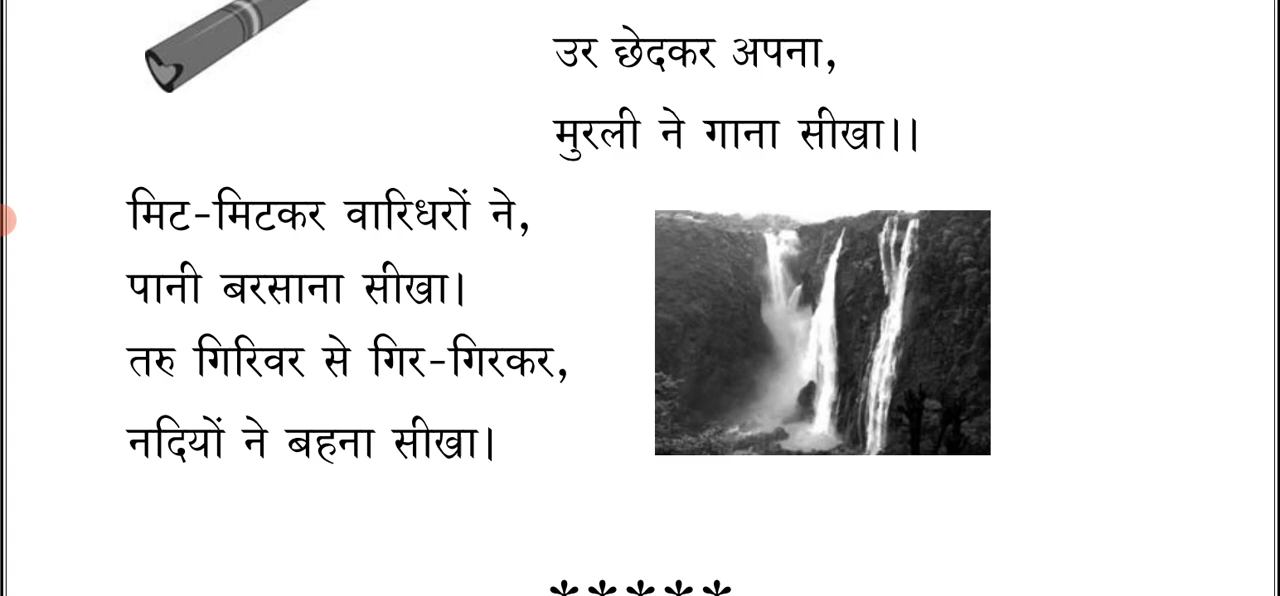 उर छेदकर अपना,
मुरली ने गाना सीखा।।
मिट-मिटकर वारिधरों ने,
पानी बरसाना सीखा।
तरु गिरिवर से गिर-गिरकर,
नदियों ने बहना सीखा।
*****